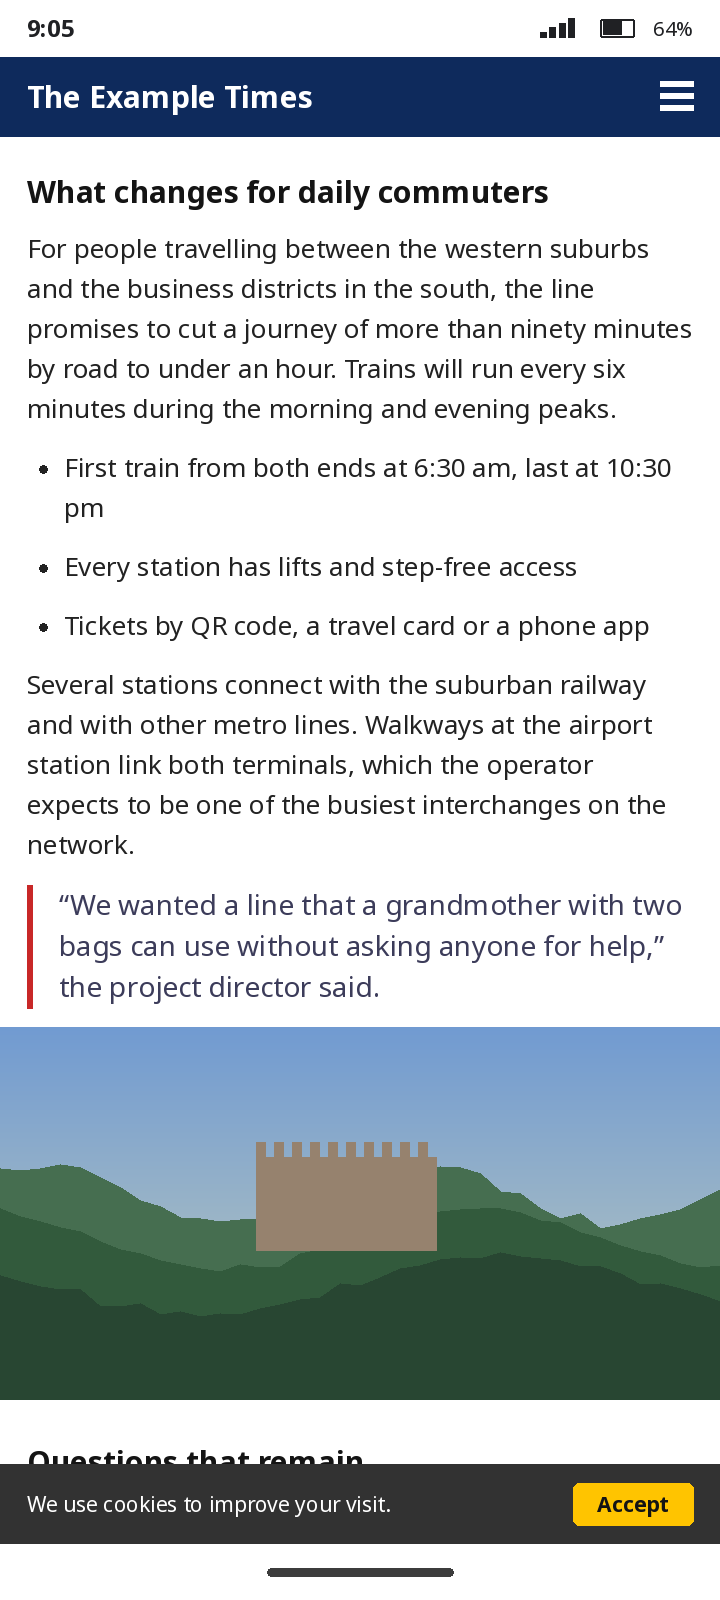 9:05
64%
The Example Times
What changes for daily commuters
For people travelling between the western suburbs
and the business districts in the south, the line
promises to cut a journey of more than ninety minutes
by road to under an hour. Trains will run every six
minutes during the morning and evening peaks.
• First train from both ends at 6:30 am, last at 10:30
pm
• Every station has lifts and step-free access
• Tickets by QR code, a travel card or a phone app
Several stations connect with the suburban railway
and with other metro lines. Walkways at the airport
station link both terminals, which the operator
expects to be one of the busiest interchanges on the
network.
“We wanted a line that a grandmother with two
bags can use without asking anyone for help,”
the project director said.
Questions that remain
We use cookies to improve your visit.
Accept